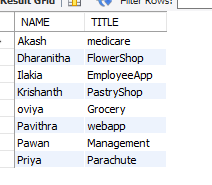 Result Grid Filter Rows:
NAME TITLE
Akash medicare
Dharanitha FlowerShop
Ilakia EmployeeApp
Krishanth PastryShop
oviya Grocery
Pavithra webapp
Pawan Management
Priya Parachute